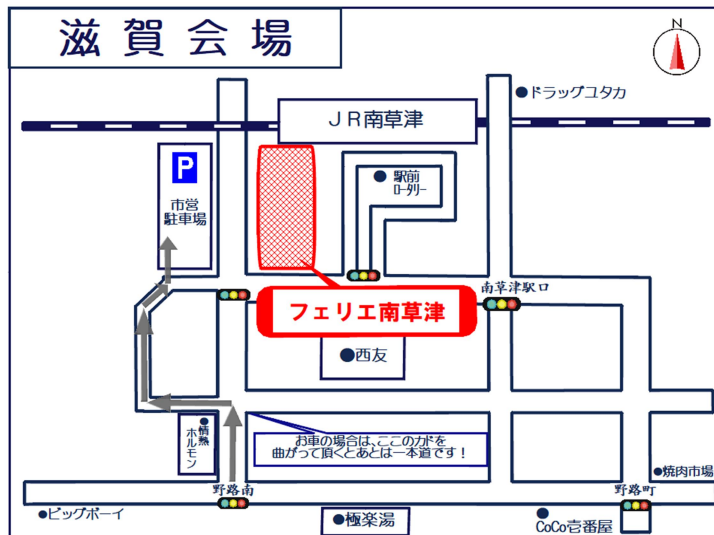 滋賀会場
N
●ドラッグユタカ
JR南草津
P
市営
駐車場
●駅前
ロータリー
南草津駅口
フェリエ南草津
●西友
●情熱
ホルモン
お車の場合は、ここのカドを
曲がって頂くとあとは一本道です!
●焼肉市場
野路南
野路町
●ビッグボーイ
●極楽湯
●
CoCo壱番屋